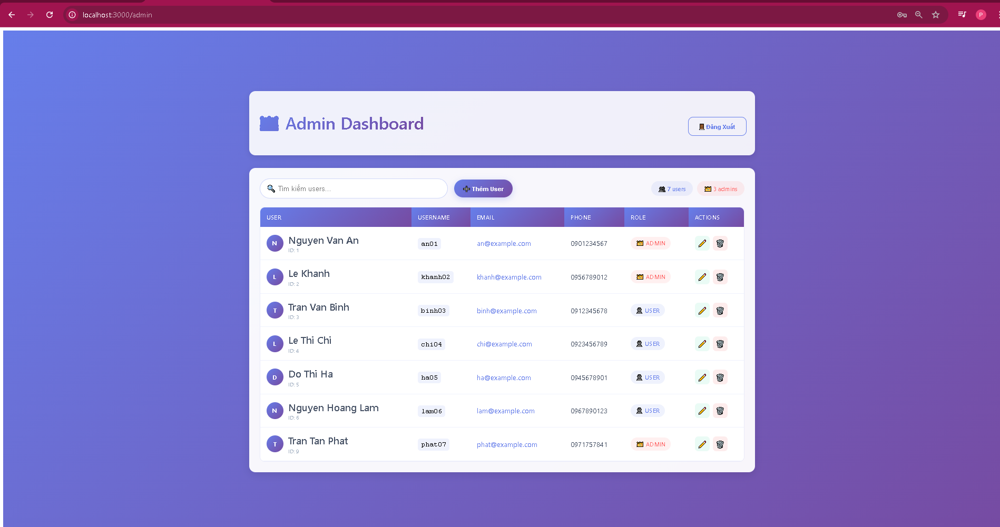 localhost:3000/admin
P
Admin Dashboard
Đăng Xuất
Tìm kiếm users...
Thêm User
7 users
3 admins
USER USERNAME EMAIL PHONE ROLE ACTIONS
N Nguyen Van An an01 an@example.com 0901234567 ADMIN
ID: 1
L Le Khanh khanh02 khanh@example.com 0956789012 ADMIN
ID: 2
T Tran Van Binh binh03 binh@example.com 0912345678 USER
ID: 3
L Le Thi Chi chi04 chi@example.com 0923456789 USER
ID: 4
D Do Thi Ha ha05 ha@example.com 0945678901 USER
ID: 5
N Nguyen Hoang Lam lam06 lam@example.com 0967890123 USER
ID: 6
T Tran Tan Phat phat07 phat@example.com 0971757841 ADMIN
ID: 9